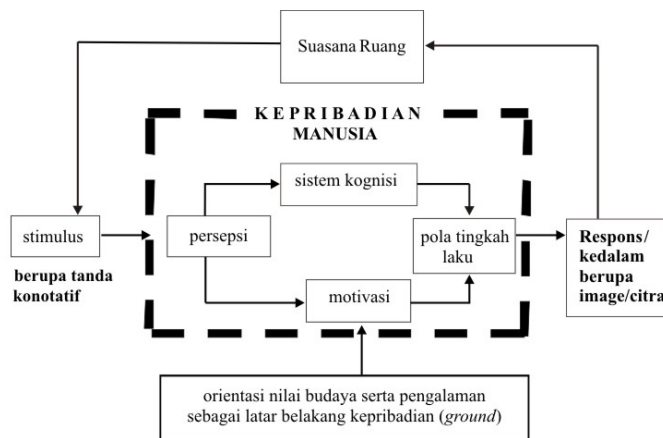 Suasana Ruang
K E P R I B A D I A N
MANUSIA
sistem kognisi
stimulus
persepsi
pola tingkah
laku
Respons/
kedalam
berupa
image/citra
berupa tanda
konotatif
motivasi
orientasi nilai budaya serta pengalaman
sebagai latar belakang kepribadian (ground)